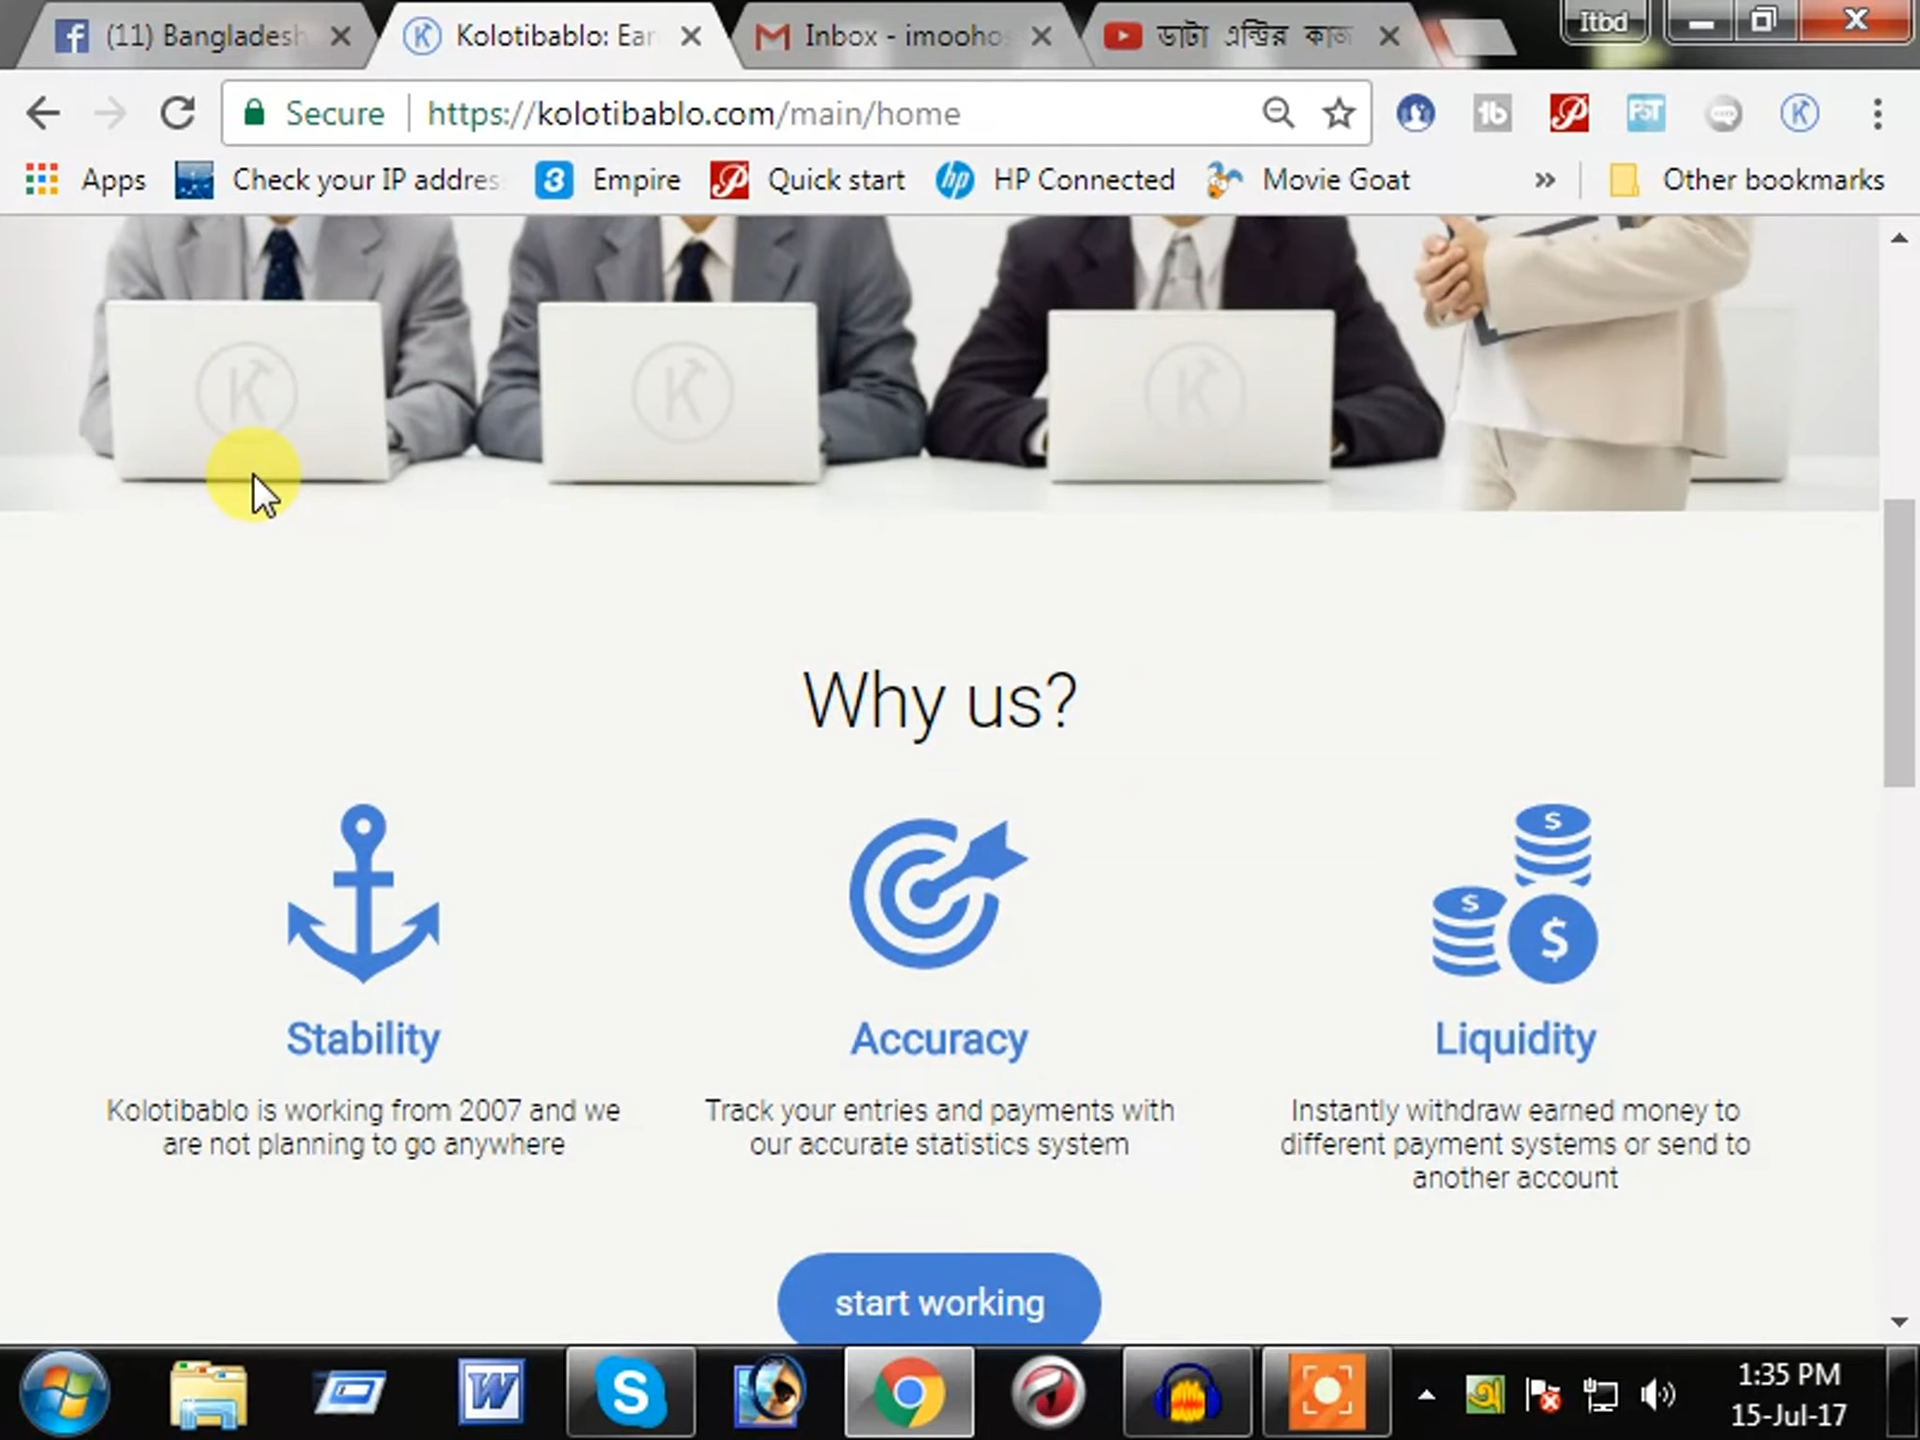 (11) Bangladesh
Kolotibablo: Ear
Inbox - imooho
ডাটা এন্ট্রির কাজ
Itbd
Secure
https://kolotibablo.com/main/home
Apps
Check your IP addres
Empire
Quick start
HP Connected
Movie Goat
Other bookmarks
Why us?
Stability
Kolotibablo is working from 2007 and we
are not planning to go anywhere
Accuracy
Track your entries and payments with
our accurate statistics system
Liquidity
Instantly withdraw earned money to
different payment systems or send to
another account
start working
1:35 PM
15-Jul-17